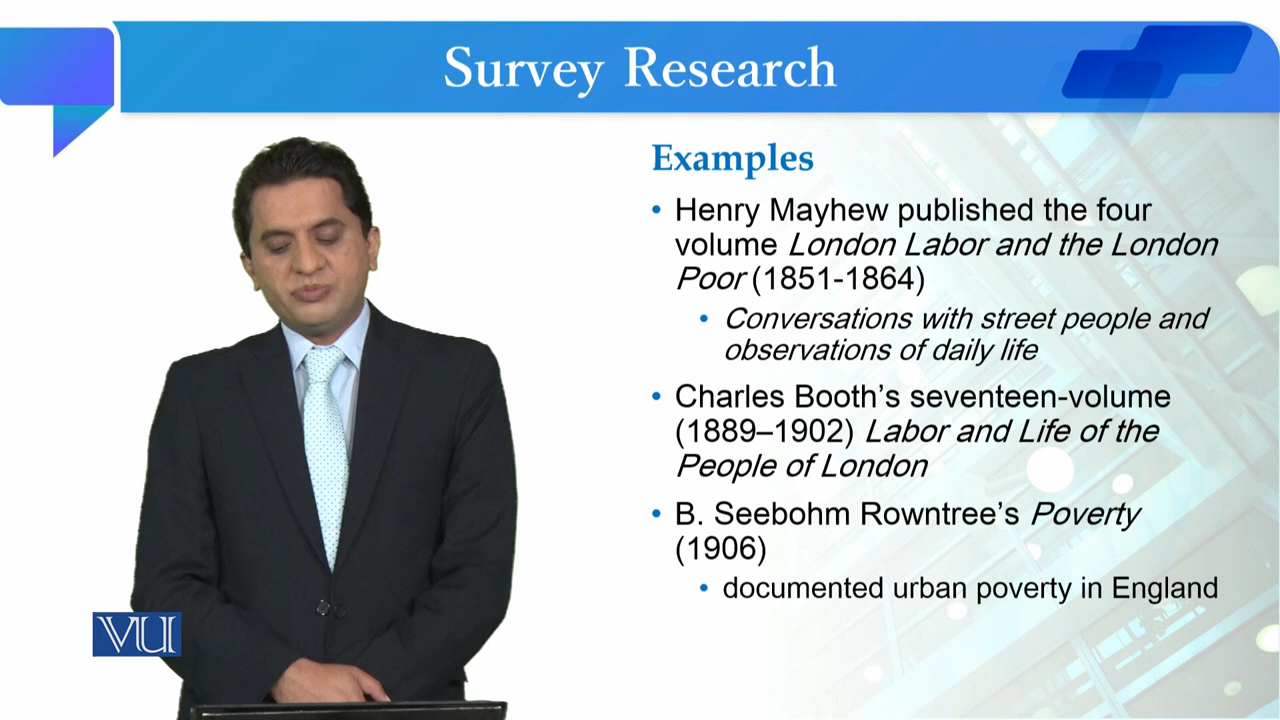 Survey Research
Examples
• Henry Mayhew published the four
volume London Labor and the London
Poor (1851-1864)
• Conversations with street people and
observations of daily life
• Charles Booth’s seventeen-volume
(1889–1902) Labor and Life of the
People of London
• B. Seebohm Rowntree’s Poverty
(1906)
• documented urban poverty in England
VU